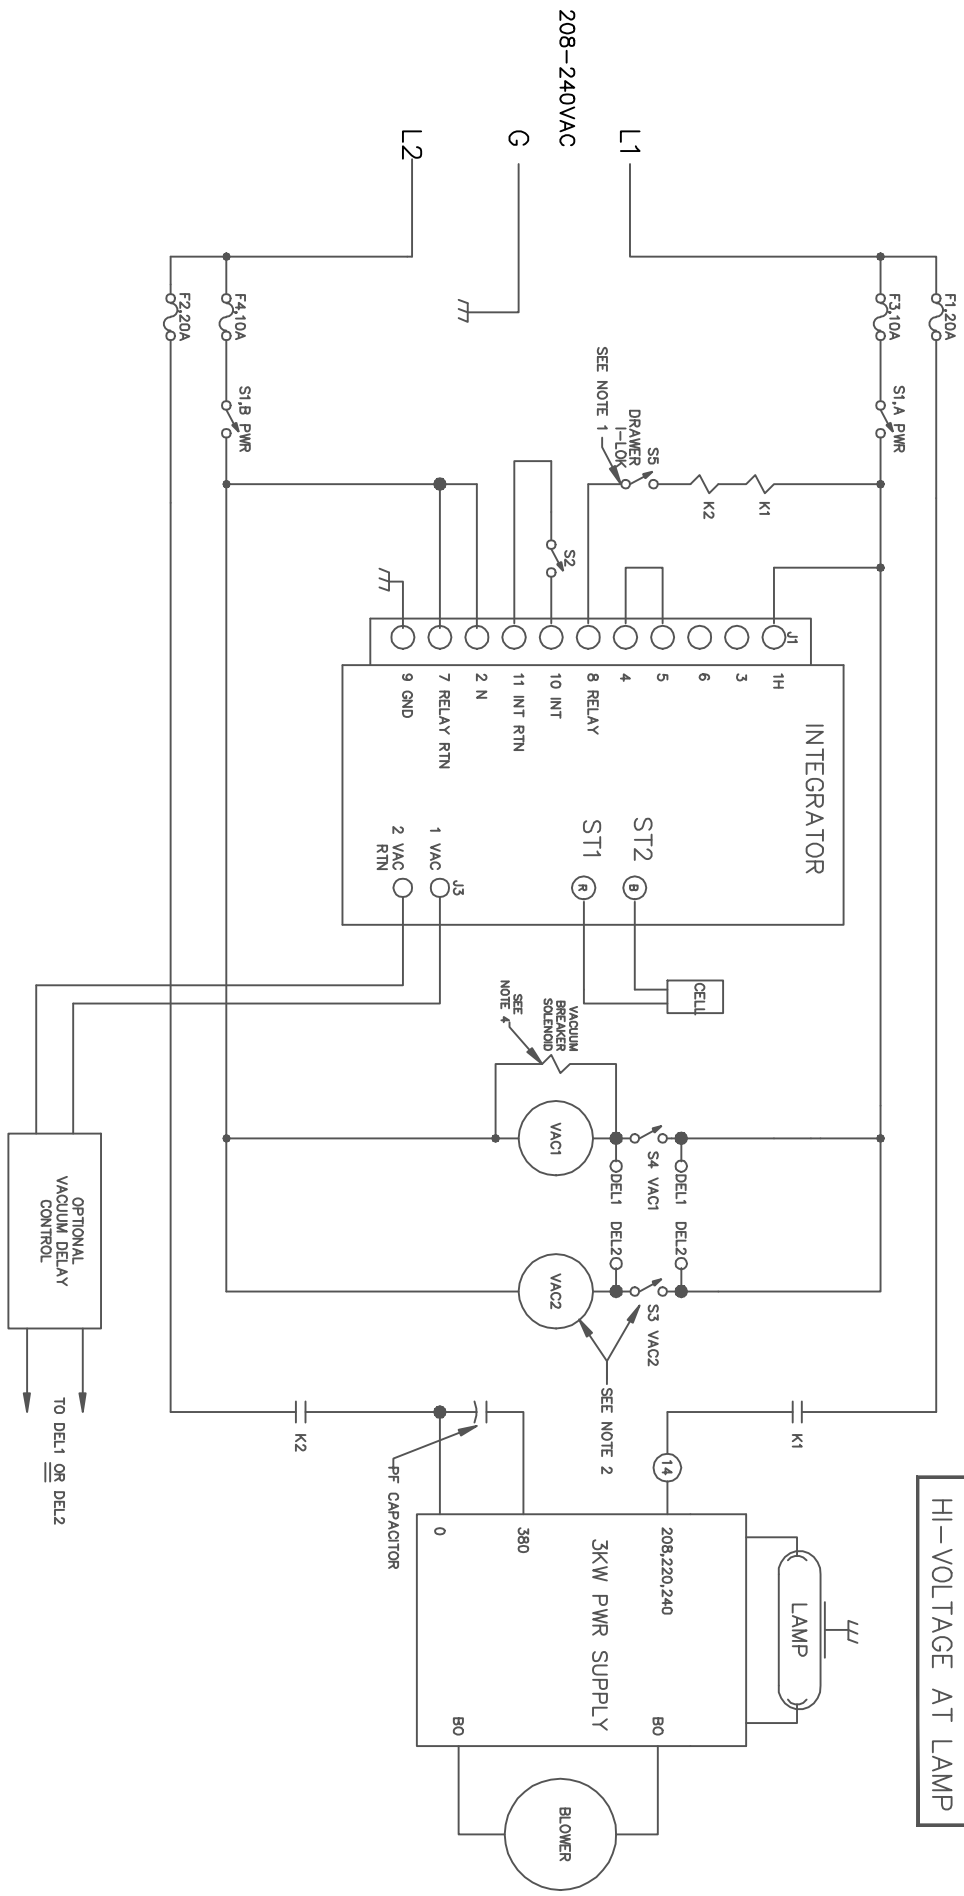 HI-VOLTAGE AT LAMP
208-240VAC
L1
G
L2
F1,20A
F3,10A
F4,10A
F2,20A
S1,A PWR
S1,B PWR
K1
K2
S5
DRAWER
I-LOK
SEE NOTE 1
S2
J1
1H
3
6
5
4
8 RELAY
10 INT
11 INT RTN
2 N
7 RELAY RTN
9 GND
INTEGRATOR
ST2
B
ST1
R
J3
1 VAC
2 VAC
RTN
CELL
VACUUM
BREAKER
SOLENOID
SEE
NOTE 4
VAC1
S4 VAC1
DEL1
DEL1
DEL2
DEL2
VAC2
S3 VAC2
SEE NOTE 2
OPTIONAL
VACUUM DELAY
CONTROL
TO DEL1 OR DEL2
K1
K2
14
PF CAPACITOR
208,220,240
380
0
3KW PWR SUPPLY
LAMP
BO
BO
BLOWER